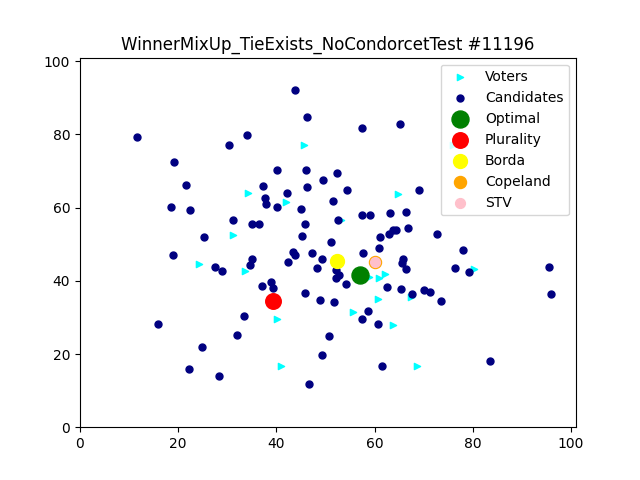 WinnerMixUp_TieExists_NoCondorcetTest #11196
100
80
60
40
20
0
0 20 40 60 80 100
Voters
Candidates
Optimal
Plurality
Borda
Copeland
STV